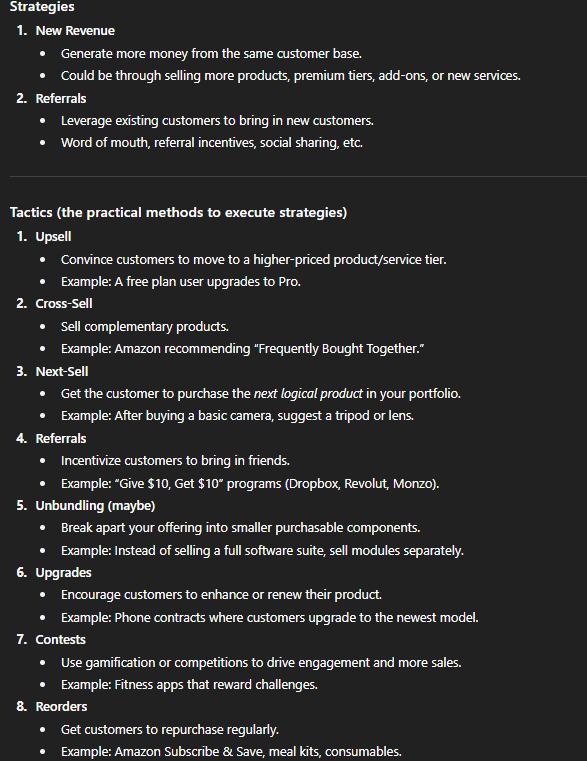 Strategies
1. New Revenue
• Generate more money from the same customer base.
• Could be through selling more products, premium tiers, add-ons, or new services.
2. Referrals
• Leverage existing customers to bring in new customers.
• Word of mouth, referral incentives, social sharing, etc.
Tactics (the practical methods to execute strategies)
1. Upsell
• Convince customers to move to a higher-priced product/service tier.
• Example: A free plan user upgrades to Pro.
2. Cross-Sell
• Sell complementary products.
• Example: Amazon recommending “Frequently Bought Together.”
3. Next-Sell
• Get the customer to purchase the next logical product in your portfolio.
• Example: After buying a basic camera, suggest a tripod or lens.
4. Referrals
• Incentivize customers to bring in friends.
• Example: “Give $10, Get $10” programs (Dropbox, Revolut, Monzo).
5. Unbundling (maybe)
• Break apart your offering into smaller purchasable components.
• Example: Instead of selling a full software suite, sell modules separately.
6. Upgrades
• Encourage customers to enhance or renew their product.
• Example: Phone contracts where customers upgrade to the newest model.
7. Contests
• Use gamification or competitions to drive engagement and more sales.
• Example: Fitness apps that reward challenges.
8. Reorders
• Get customers to repurchase regularly.
• Example: Amazon Subscribe & Save, meal kits, consumables.